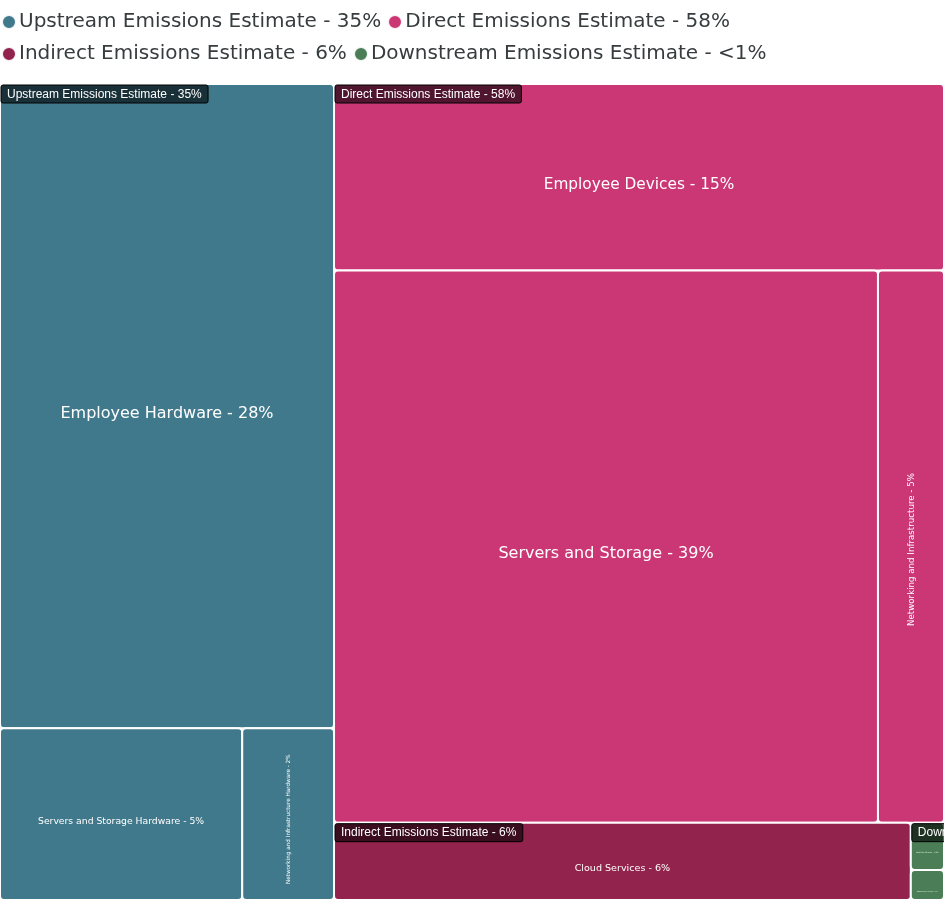 Upstream Emissions Estimate - 35% Direct Emissions Estimate - 58%
Indirect Emissions Estimate - 6% Downstream Emissions Estimate - <1%
Upstream Emissions Estimate - 35%
Direct Emissions Estimate - 58%
Employee Devices - 15%
Employee Hardware - 28%
Servers and Storage - 39%
Networking and Infrastructure - 5%
Servers and Storage Hardware - 5%
Networking and Infrastructure Hardware - 2%
Indirect Emissions Estimate - 6%
Cloud Services - 6%